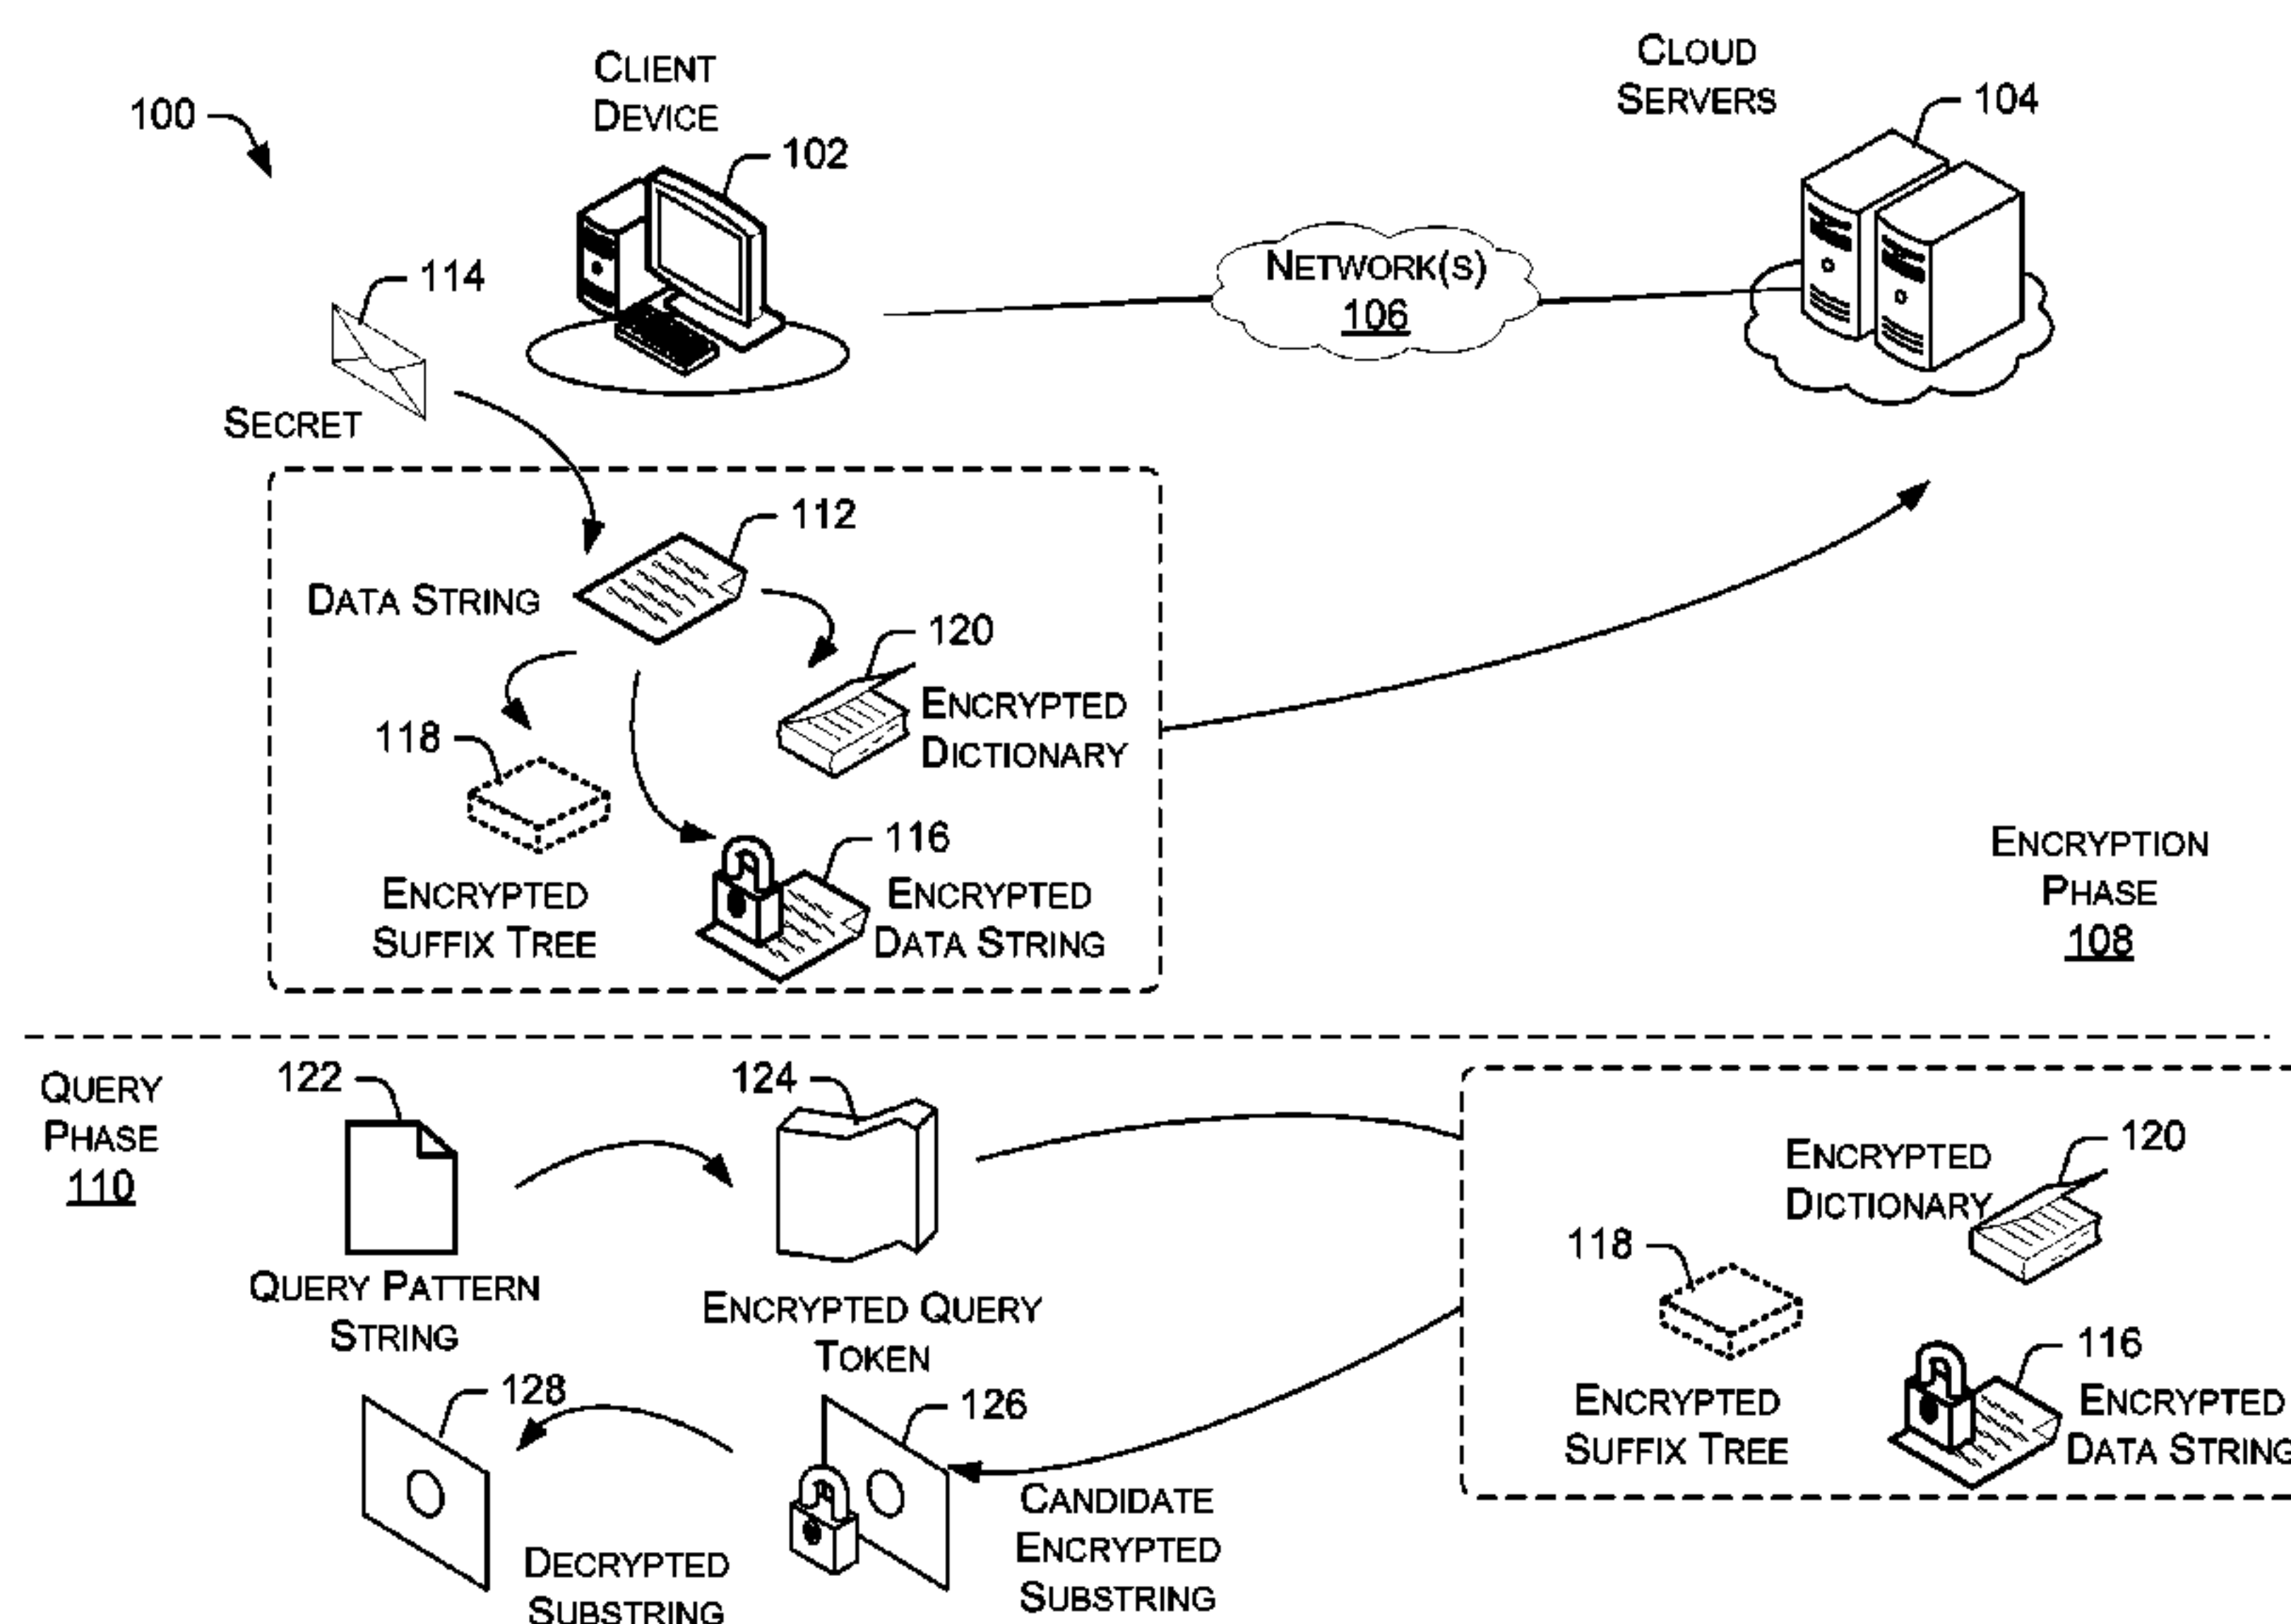 100
CLIENT
DEVICE
102
CLOUD
SERVERS
104
114
SECRET
NETWORK(S)
106
112
DATA STRING
120
ENCRYPTED
DICTIONARY
118
ENCRYPTED
SUFFIX TREE
116
ENCRYPTED
DATA STRING
ENCRYPTION
PHASE
108
QUERY
PHASE
110
122
QUERY PATTERN
STRING
124
ENCRYPTED QUERY
TOKEN
120
ENCRYPTED
DICTIONARY
118
ENCRYPTED
SUFFIX TREE
116
ENCRYPTED
DATA STRING
128
DECRYPTED
SUBSTRING
126
CANDIDATE
ENCRYPTED
SUBSTRING